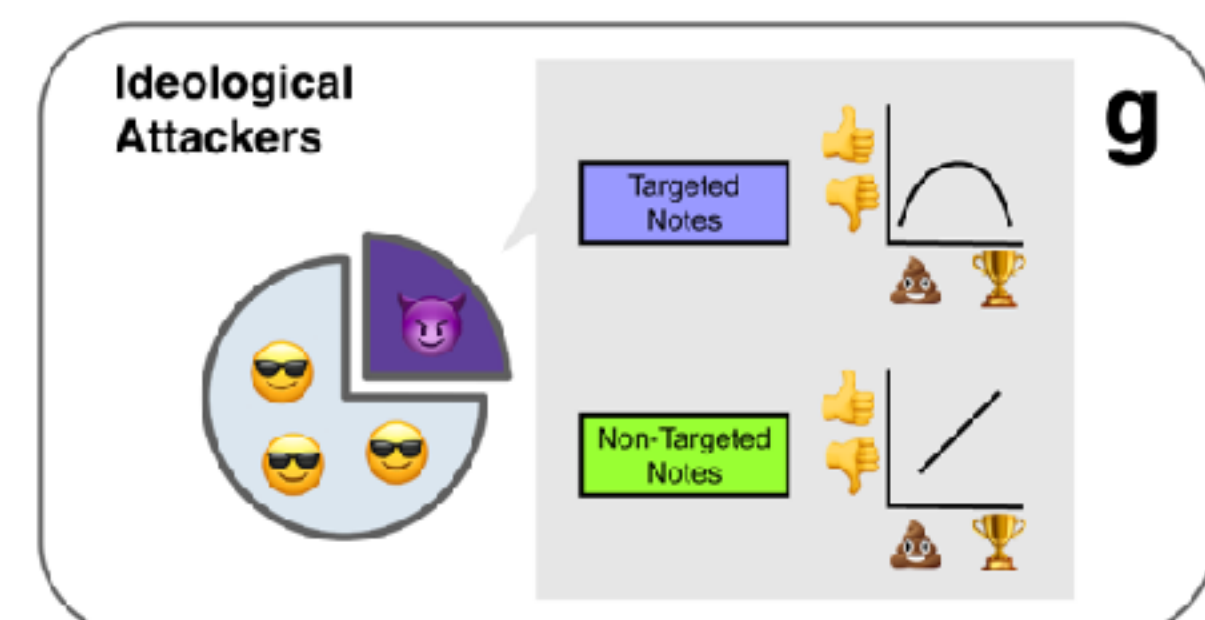 Ideological
Attackers
g
Targeted
Notes
Non-Targeted
Notes